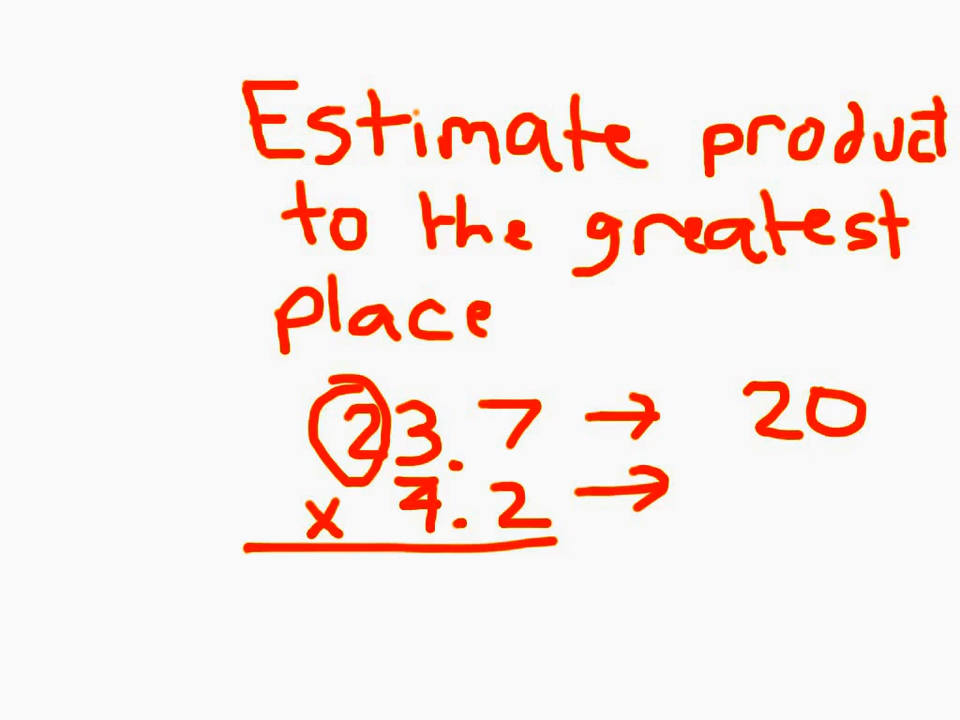 Estimate product
to the greatest
place
23.7 → 20
x 4.2 →